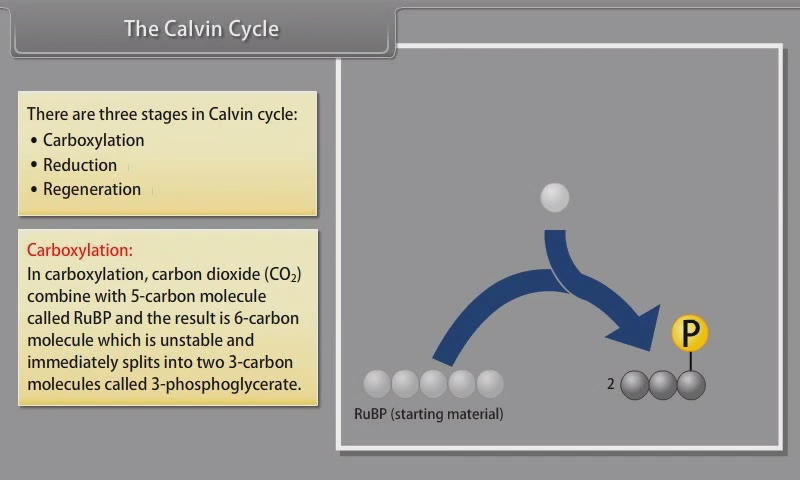 The Calvin Cycle
There are three stages in Calvin cycle:
• Carboxylation
• Reduction
• Regeneration
Carboxylation:
In carboxylation, carbon dioxide (CO₂)
combine with 5-carbon molecule
called RuBP and the result is 6-carbon
molecule which is unstable and
immediately splits into two 3-carbon
molecules called 3-phosphoglycerate.
P
2
RuBP (starting material)